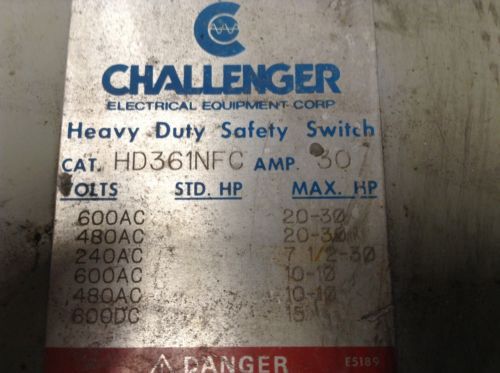 CHALLENGER
ELECTRICAL EQUIPMENT CORP
Heavy Duty Safety Switch
CAT. HD361NFC AMP. 30
VOLTS STD. HP MAX. HP
600AC 20-30
480AC 20-30
240AC 7 1/2-30
600AC 10-10
480AC 10-10
600DC 15
⚠ DANGER E5189